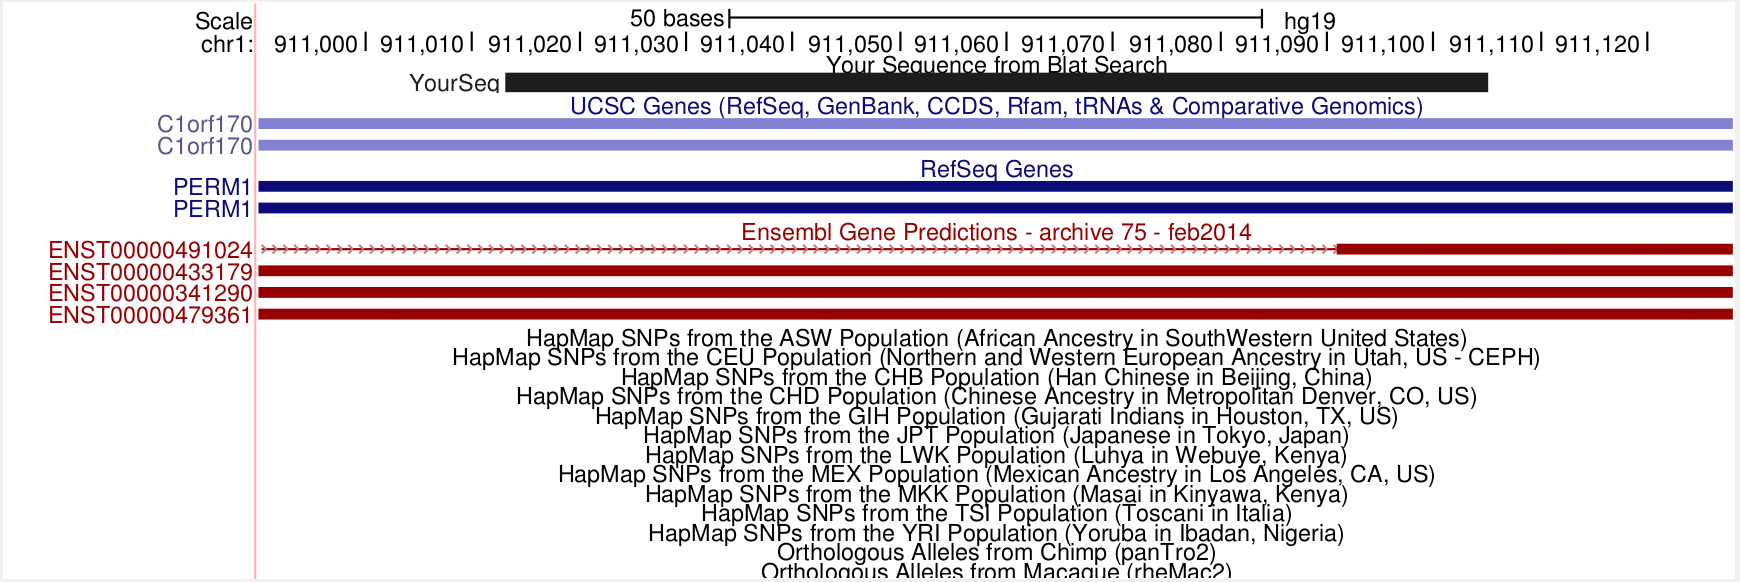 Scale 50 bases hg19
chr1: 911,000 911,010 911,020 911,030 911,040 911,050 911,060 911,070 911,080 911,090 911,100 911,110 911,120
Your Sequence from Blat Search
YourSeq
UCSC Genes (RefSeq, GenBank, CCDS, Rfam, tRNAs & Comparative Genomics)
C1orf170
C1orf170
RefSeq Genes
PERM1
PERM1
Ensembl Gene Predictions - archive 75 - feb2014
ENST00000491024
ENST00000433179
ENST00000341290
ENST00000479361
HapMap SNPs from the ASW Population (African Ancestry in SouthWestern United States)
HapMap SNPs from the CEU Population (Northern and Western European Ancestry in Utah, US - CEPH)
HapMap SNPs from the CHB Population (Han Chinese in Beijing, China)
HapMap SNPs from the CHD Population (Chinese Ancestry in Metropolitan Denver, CO, US)
HapMap SNPs from the GIH Population (Gujarati Indians in Houston, TX, US)
HapMap SNPs from the JPT Population (Japanese in Tokyo, Japan)
HapMap SNPs from the LWK Population (Luhya in Webuye, Kenya)
HapMap SNPs from the MEX Population (Mexican Ancestry in Los Angeles, CA, US)
HapMap SNPs from the MKK Population (Masai in Kinyawa, Kenya)
HapMap SNPs from the TSI Population (Toscani in Italia)
HapMap SNPs from the YRI Population (Yoruba in Ibadan, Nigeria)
Orthologous Alleles from Chimp (panTro2)
Orthologous Alleles from Macaque (rheMac2)